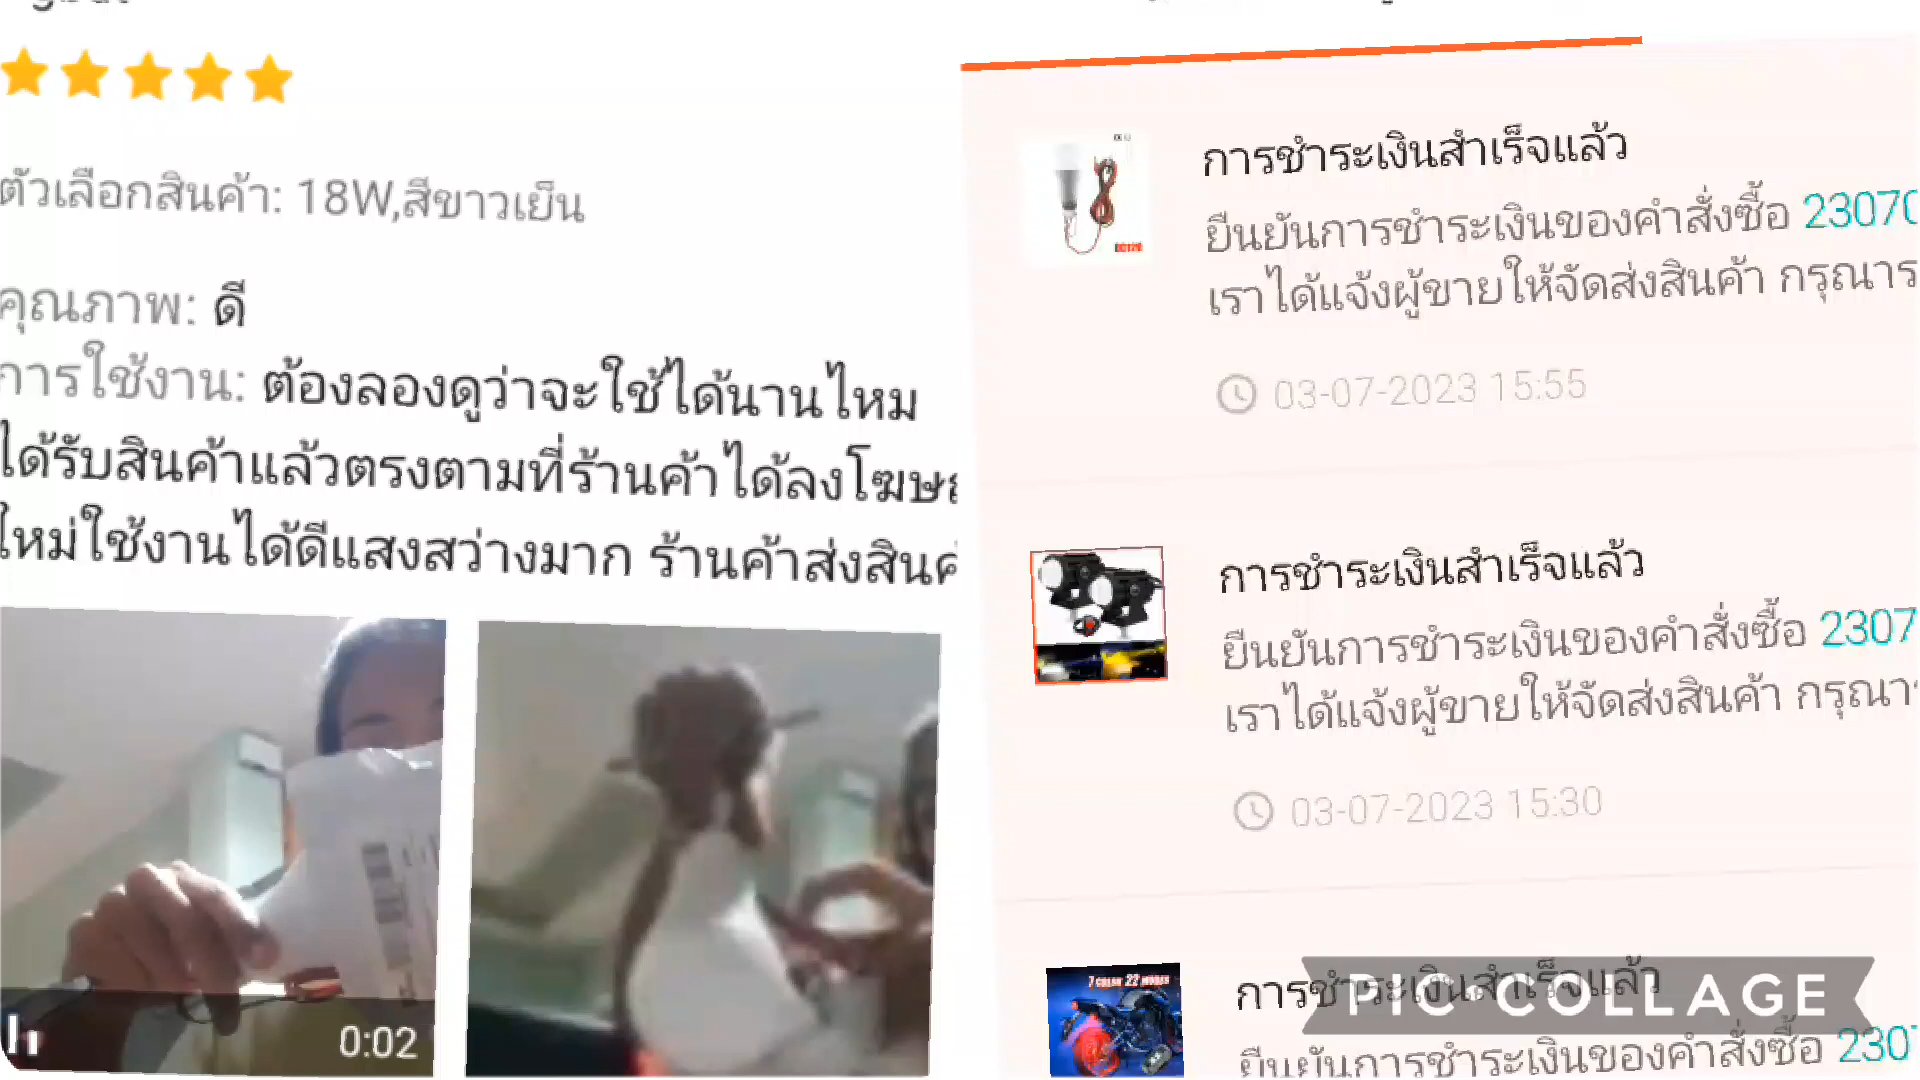 ตัวเลือกสินค้า: 18W,สีขาวเย็น
คุณภาพ: ดี
การใช้งาน: ต้องลองดูว่าจะใช้ได้นานไหม
ได้รับสินค้าแล้วตรงตามที่ร้านค้าได้ลงโฆษ
ใหม่ใช้งานได้ดีแสงสว่างมาก ร้านค้าส่งสินค้
0:02
การชำระเงินสำเร็จแล้ว
ยืนยันการชำระเงินของคำสั่งซื้อ 23070
เราได้แจ้งผู้ขายให้จัดส่งสินค้า กรุณาร
03-07-2023 15:55
การชำระเงินสำเร็จแล้ว
ยืนยันการชำระเงินของคำสั่งซื้อ 2307
เราได้แจ้งผู้ขายให้จัดส่งสินค้า กรุณา
03-07-2023 15:30
7 COLOR 22 MODES
การชำระเงินสำเร็จแล้ว
PIC•COLLAGE
ยืนยันการชำระเงินของคำสั่งซื้อ 230